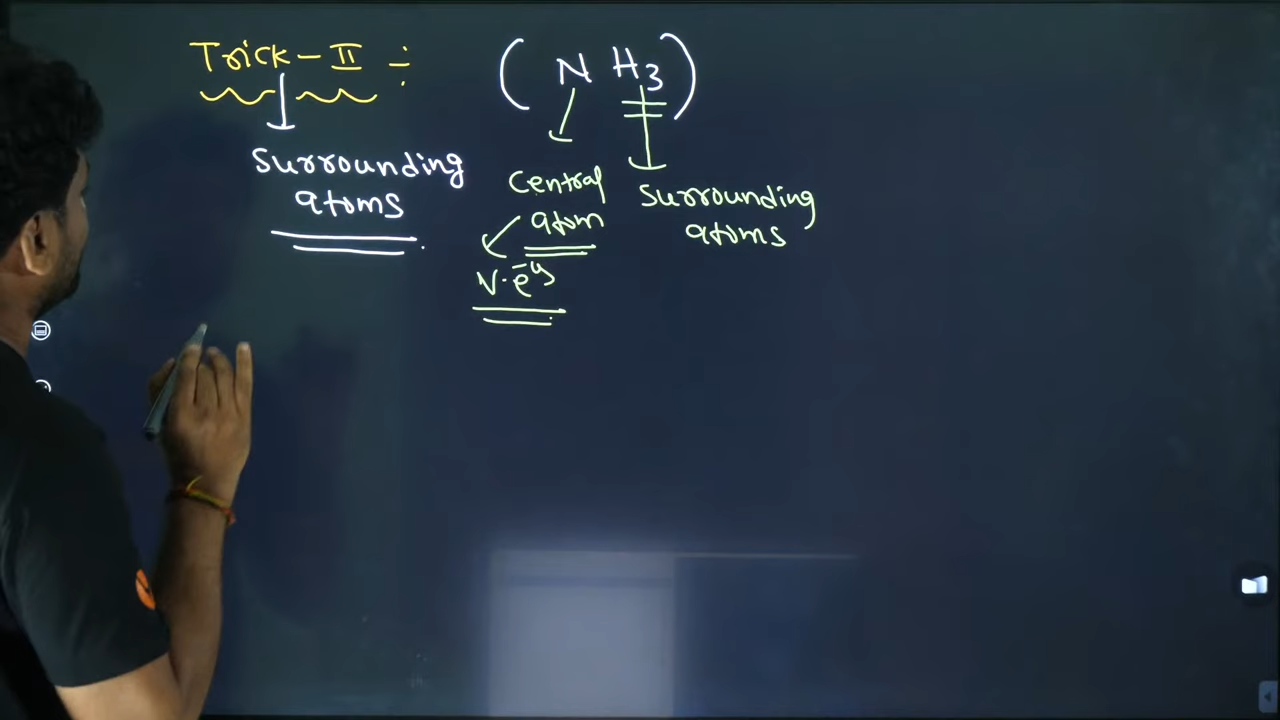 Trick-II ÷
(NH3)
Surrounding
atoms
Central
atom
Surrounding
atoms
V.ē^s